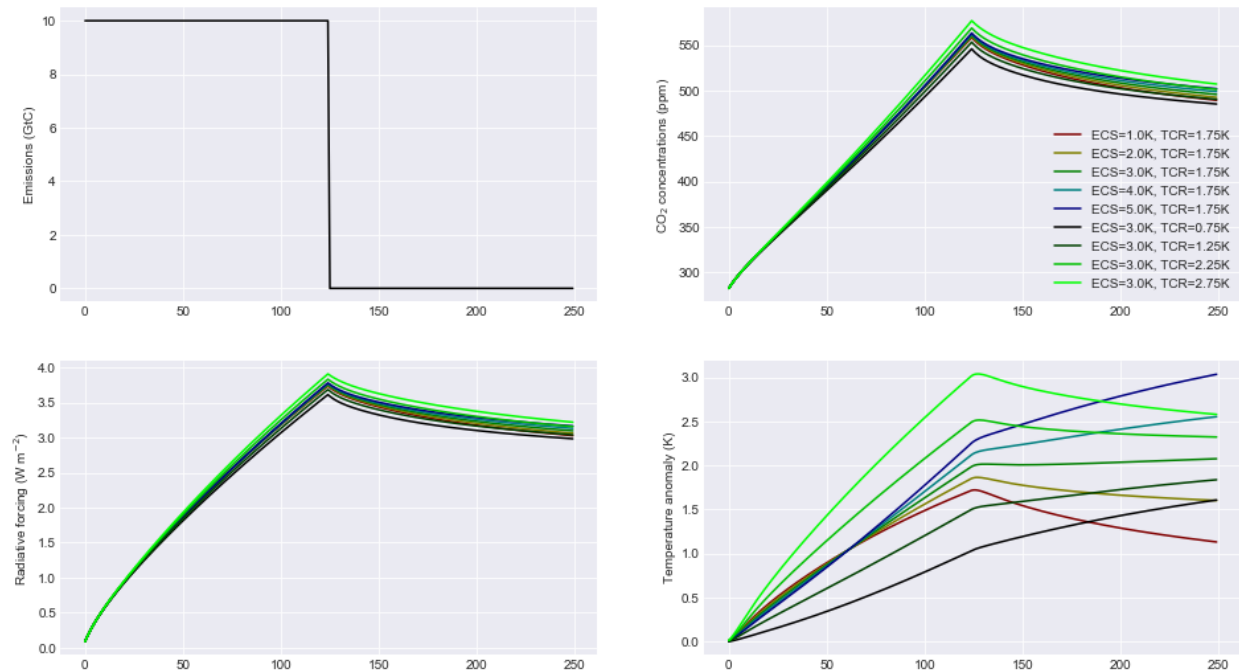 10
8
6
4
2
0
Emissions (GtC)
0 50 100 150 200 250
550
500
450
400
350
300
CO₂ concentrations (ppm)
ECS=1.0K, TCR=1.75K
ECS=2.0K, TCR=1.75K
ECS=3.0K, TCR=1.75K
ECS=4.0K, TCR=1.75K
ECS=5.0K, TCR=1.75K
ECS=3.0K, TCR=0.75K
ECS=3.0K, TCR=1.25K
ECS=3.0K, TCR=2.25K
ECS=3.0K, TCR=2.75K
0 50 100 150 200 250
4.0
3.5
3.0
2.5
2.0
1.5
1.0
0.5
0.0
Radiative forcing (W m⁻²)
0 50 100 150 200 250
3.0
2.5
2.0
1.5
1.0
0.5
0.0
Temperature anomaly (K)
0 50 100 150 200 250